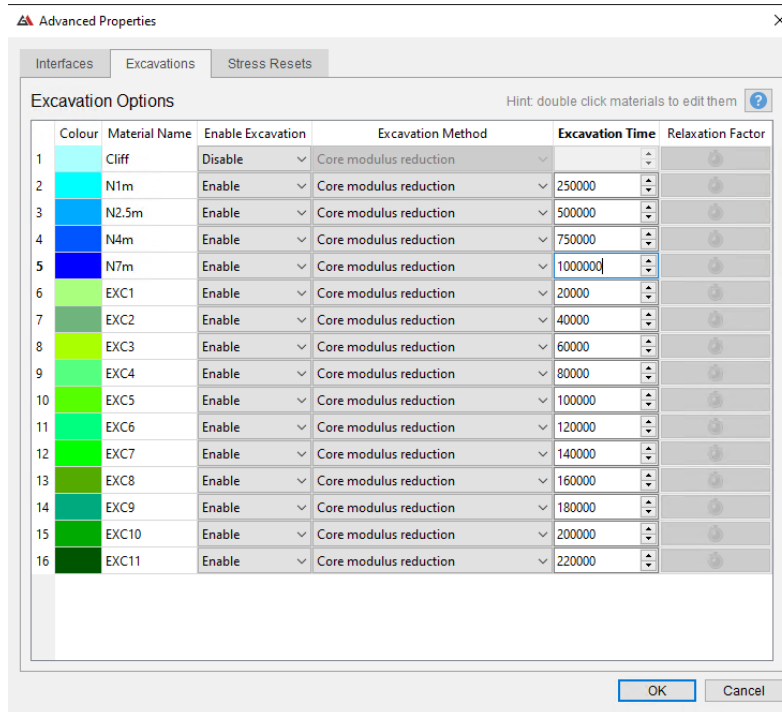 Advanced Properties
Interfaces Excavations Stress Resets
Excavation Options Hint: double click materials to edit them ?
Colour Material Name Enable Excavation Excavation Method Excavation Time Relaxation Factor
1 Cliff Disable Core modulus reduction
2 N1m Enable Core modulus reduction 250000
3 N2.5m Enable Core modulus reduction 500000
4 N4m Enable Core modulus reduction 750000
5 N7m Enable Core modulus reduction 1000000
6 EXC1 Enable Core modulus reduction 20000
7 EXC2 Enable Core modulus reduction 40000
8 EXC3 Enable Core modulus reduction 60000
9 EXC4 Enable Core modulus reduction 80000
10 EXC5 Enable Core modulus reduction 100000
11 EXC6 Enable Core modulus reduction 120000
12 EXC7 Enable Core modulus reduction 140000
13 EXC8 Enable Core modulus reduction 160000
14 EXC9 Enable Core modulus reduction 180000
15 EXC10 Enable Core modulus reduction 200000
16 EXC11 Enable Core modulus reduction 220000
OK Cancel